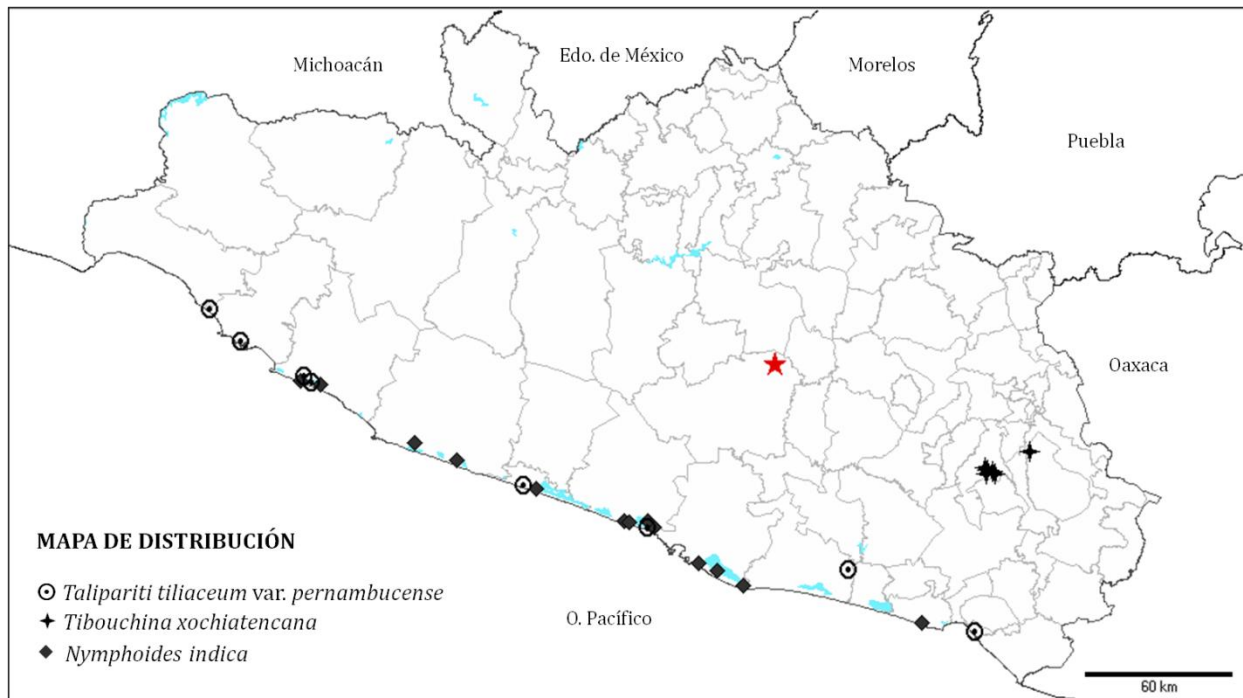 Michoacán
Edo. de México
Morelos
Puebla
Oaxaca
MAPA DE DISTRIBUCIÓN
Talipariti tiliaceum var. pernambucense
Tibouchina xochiatencana
Nymphoides indica
O. Pacífico
60 km